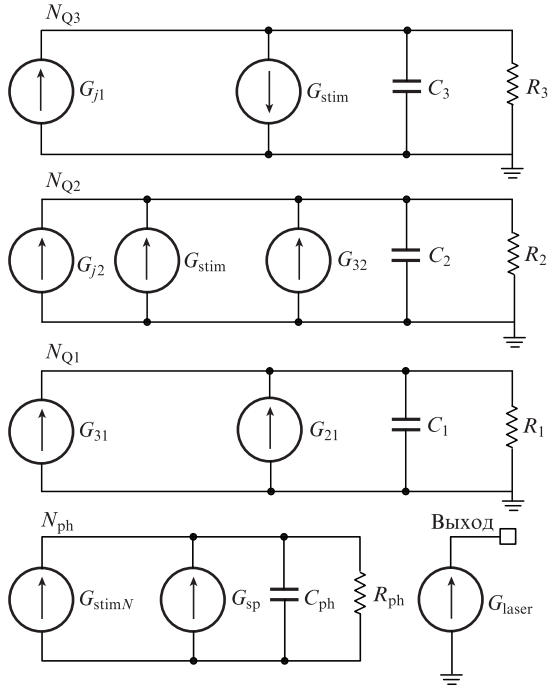 N_Q3
G_j1 G_stim C_3 R_3
N_Q2
G_j2 G_stim G_32 C_2 R_2
N_Q1
G_31 G_21 C_1 R_1
N_ph Выход
G_stimN G_sp C_ph R_ph G_laser